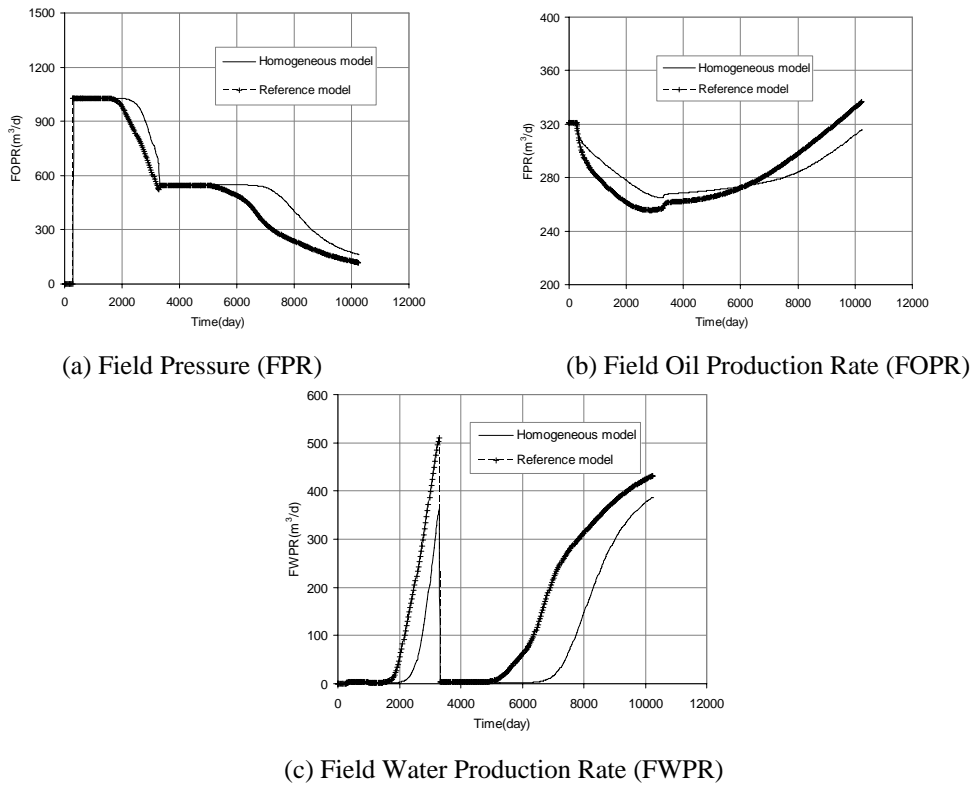 1500
1200
900
600
300
0
FOPR(m³/d)
Homogeneous model
Reference model
0 2000 4000 6000 8000 10000 12000
Time(day)
400
360
320
280
240
200
FPR(m³/d)
Homogeneous model
Reference model
0 2000 4000 6000 8000 10000 12000
Time(day)
(a) Field Pressure (FPR)
(b) Field Oil Production Rate (FOPR)
600
500
400
300
200
100
0
FWPR(m³/d)
Homogeneous model
Reference model
0 2000 4000 6000 8000 10000 12000
Time(day)
(c) Field Water Production Rate (FWPR)